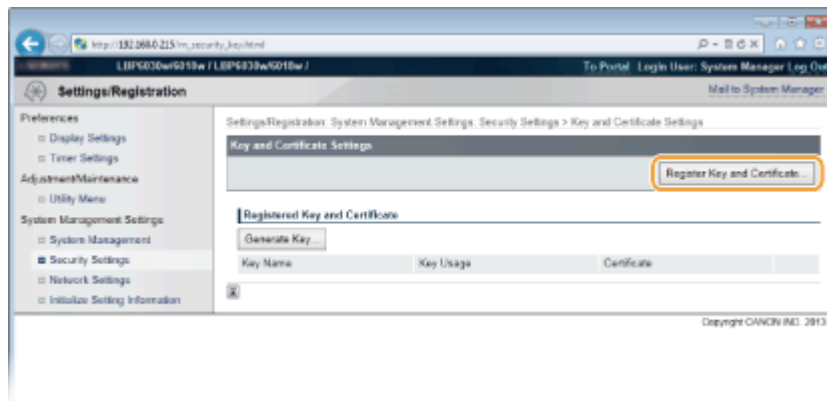 http://192.168.0.215/m_security_key.html
LBP6030w/6018w / LBP6030w/6018w /
To Portal Login User: System Manager Log Out
Settings/Registration
Mail to System Manager
Preferences
Display Settings
Timer Settings
Adjustment/Maintenance
Utility Menu
System Management Settings
System Management
Security Settings
Network Settings
Initialize Setting Information
Settings/Registration: System Management Settings: Security Settings > Key and Certificate Settings
Key and Certificate Settings
Register Key and Certificate...
Registered Key and Certificate
Generate Key...
Key Name Key Usage Certificate
Copyright CANON INC. 2013